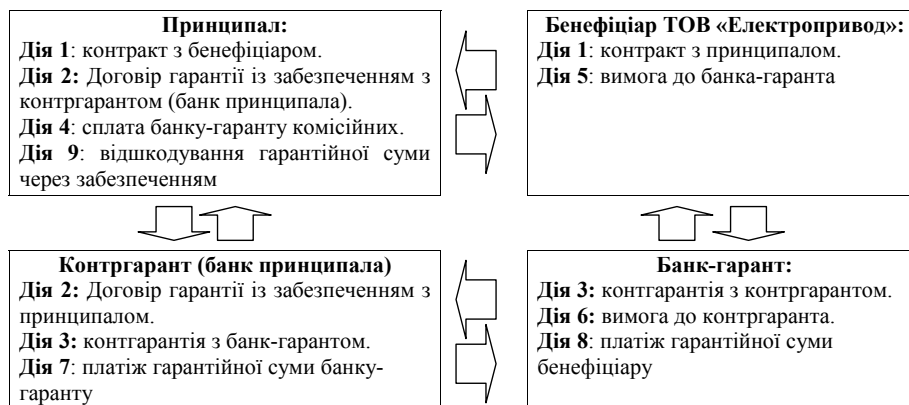 Принципал:
Дія 1: контракт з бенефіціаром.
Дія 2: Договір гарантії із забезпеченням з
контргарантом (банк принципала).
Дія 4: сплата банку-гаранту комісійних.
Дія 9: відшкодування гарантійної суми
через забезпеченням
Бенефіціар ТОВ «Електропривод»:
Дія 1: контракт з принципалом.
Дія 5: вимога до банка-гаранта
Контргарант (банк принципала)
Дія 2: Договір гарантії із забезпеченням з
принципалом.
Дія 3: контгарантія з банк-гарантом.
Дія 7: платіж гарантійної суми банку-
гаранту
Банк-гарант:
Дія 3: контгарантія з контргарантом.
Дія 6: вимога до контргаранта.
Дія 8: платіж гарантійної суми
бенефіціару